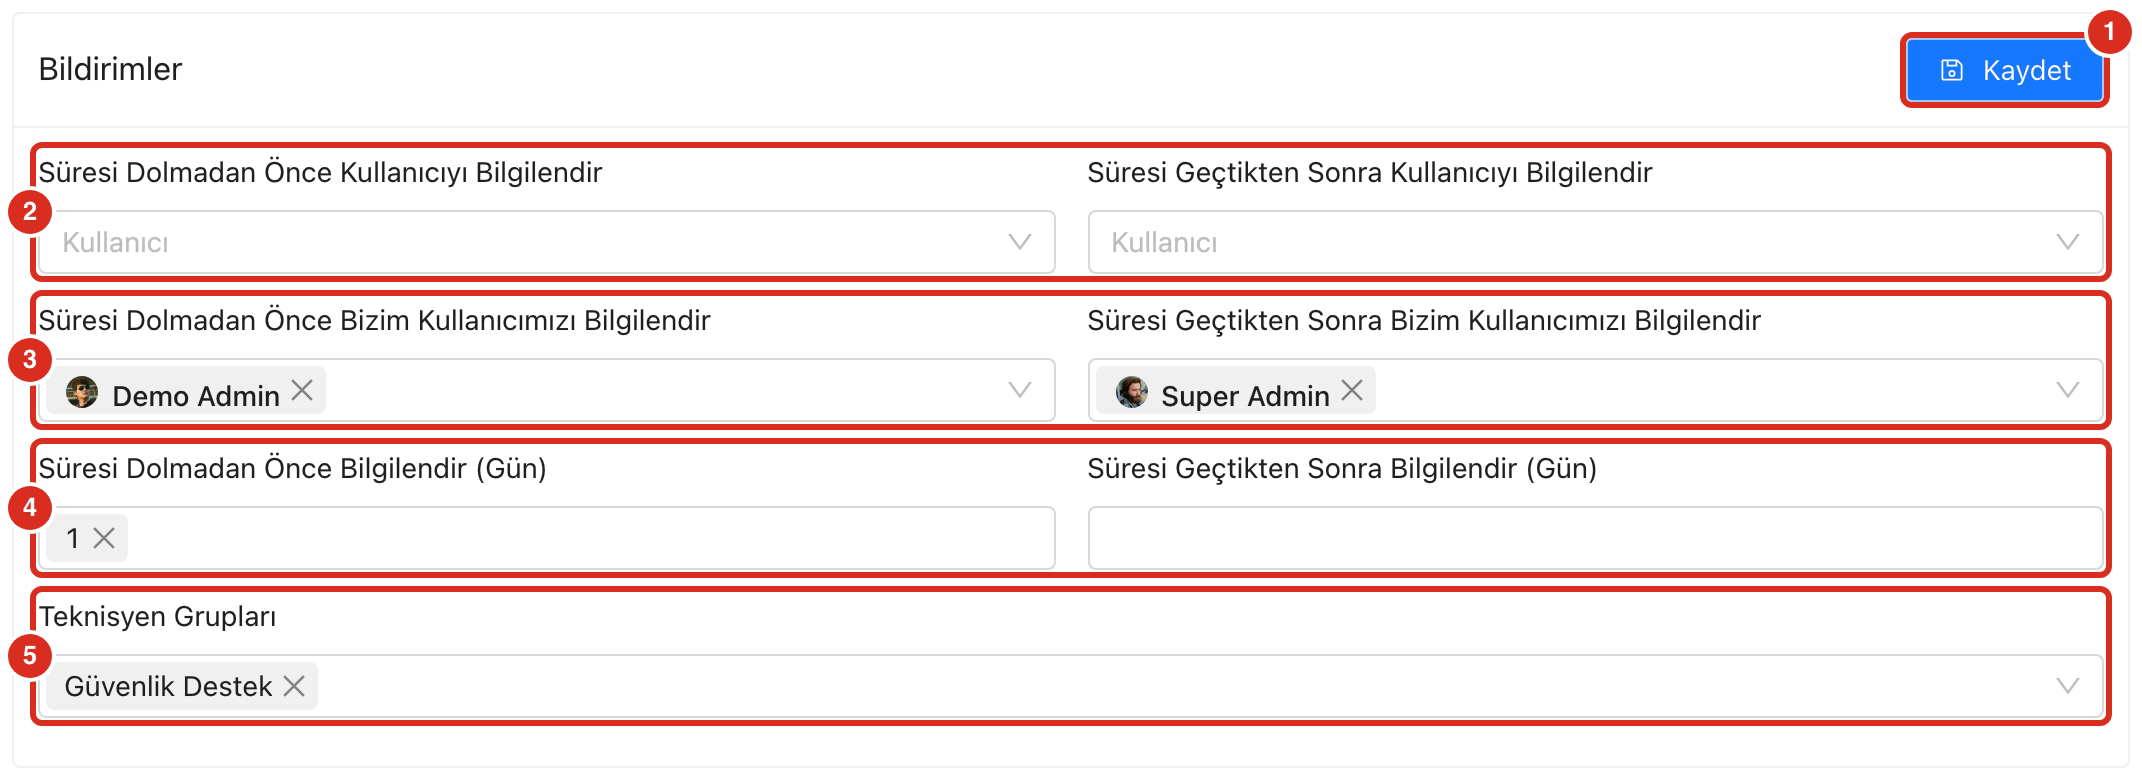 Bildirimler
1
Kaydet
Süresi Dolmadan Önce Kullanıcıyı Bilgilendir
Süresi Geçtikten Sonra Kullanıcıyı Bilgilendir
2
Kullanıcı
Kullanıcı
Süresi Dolmadan Önce Bizim Kullanıcımızı Bilgilendir
Süresi Geçtikten Sonra Bizim Kullanıcımızı Bilgilendir
3
Demo Admin
Super Admin
Süresi Dolmadan Önce Bilgilendir (Gün)
Süresi Geçtikten Sonra Bilgilendir (Gün)
4
1
Teknisyen Grupları
5
Güvenlik Destek